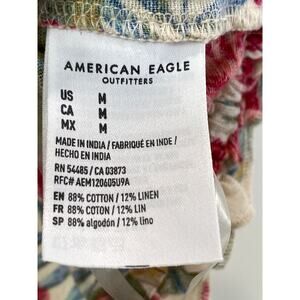 AMERICAN EAGLE
OUTFITTERS
US M
CA M
MX M
MADE IN INDIA / FABRIQUÉ EN INDE /
HECHO EN INDIA
RN 54485 / CA 03873
RFC# AEM120605U9A
EN 88% COTTON / 12% LINEN
FR 88% COTON / 12% LIN
SP 88% algodón / 12% lino